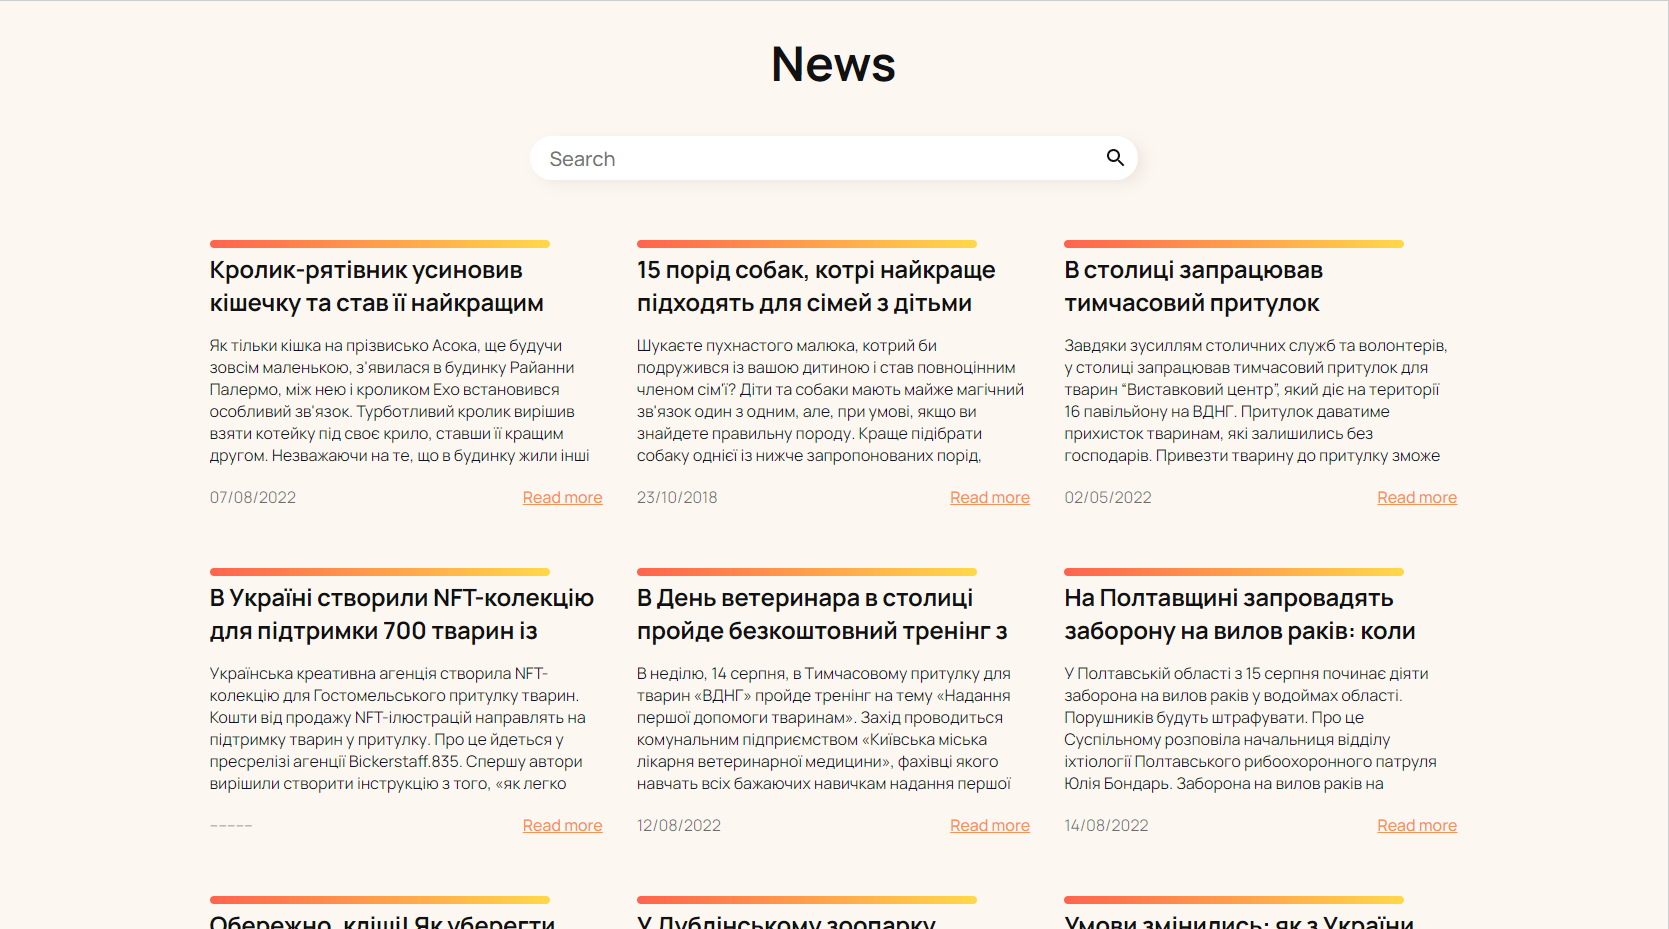 News
Search
Кролик-рятівник усиновив
кішечку та став її найкращим
Як тільки кішка на прізвисько Асока, ще будучи
зовсім маленькою, з'явилася в будинку Райанни
Палермо, між нею і кроликом Ехо встановився
особливий зв'язок. Турботливий кролик вирішив
взяти котейку під своє крило, ставши її кращим
другом. Незважаючи на те, що в будинку жили інші
07/08/2022
Read more
15 порід собак, котрі найкраще
підходять для сімей з дітьми
Шукаєте пухнастого малюка, котрий би
подружився із вашою дитиною і став повноцінним
членом сім'ї? Діти та собаки мають майже магічний
зв'язок один з одним, але, при умові, якщо ви
знайдете правильну породу. Краще підібрати
собаку однієї із нижче запропонованих порід,
23/10/2018
Read more
В столиці запрацював
тимчасовий притулок
Завдяки зусиллям столичних служб та волонтерів,
у столиці запрацював тимчасовий притулок для
тварин “Виставковий центр”, який діє на території
16 павільйону на ВДНГ. Притулок даватиме
прихисток тваринам, які залишились без
господарів. Привезти тварину до притулку зможе
02/05/2022
Read more
В Україні створили NFT-колекцію
для підтримки 700 тварин із
Українська креативна агенція створила NFT-
колекцію для Гостомельського притулку тварин.
Кошти від продажу NFT-ілюстрацій направлять на
підтримку тварин у притулку. Про це йдеться у
пресрелізі агенції Bickerstaff.835. Спершу автори
вирішили створити інструкцію з того, «як легко
-----
Read more
В День ветеринара в столиці
пройде безкоштовний тренінг з
В неділю, 14 серпня, в Тимчасовому притулку для
тварин «ВДНГ» пройде тренінг на тему «Надання
першої допомоги тваринам». Захід проводиться
комунальним підприємством «Київська міська
лікарня ветеринарної медицини», фахівці якого
навчать всіх бажаючих навичкам надання першої
12/08/2022
Read more
На Полтавщині запровадять
заборону на вилов раків: коли
У Полтавській області з 15 серпня починає діяти
заборона на вилов раків у водоймах області.
Порушників будуть штрафувати. Про це
Суспільному розповіла начальниця відділу
іхтіології Полтавського рибоохоронного патруля
Юлія Бондарь. Заборона на вилов раків на
14/08/2022
Read more
Обережно, кліщі! Як уберегти
У Дублінському зоопарку
Умови змінились: як з України